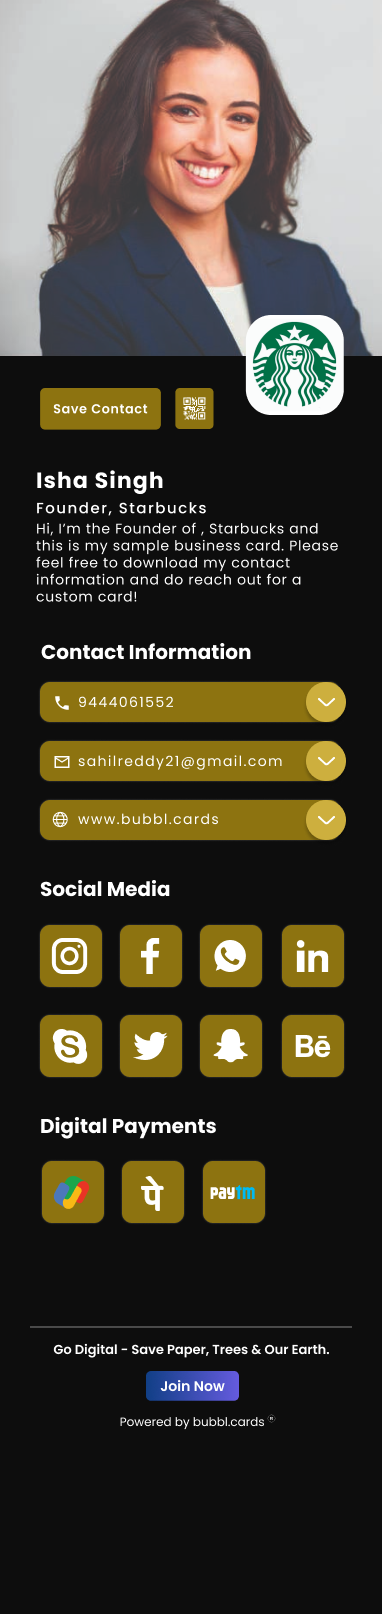 Save Contact
Isha Singh
Founder, Starbucks
Hi, I'm the Founder of , Starbucks and
this is my sample business card. Please
feel free to download my contact
information and do reach out for a
custom card!
Contact Information
9444061552
sahilreddy21@gmail.com
www.bubbl.cards
Social Media
in
S
Bē
Digital Payments
पे
paytm
Go Digital - Save Paper, Trees & Our Earth.
Join Now
Powered by bubbl.cards ®